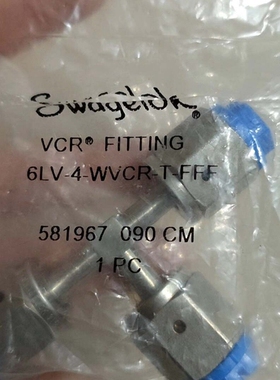 Swagelok®
VCR® FITTING
6LV-4-WVCR-T-FFF
581967 090 CM
1 PC